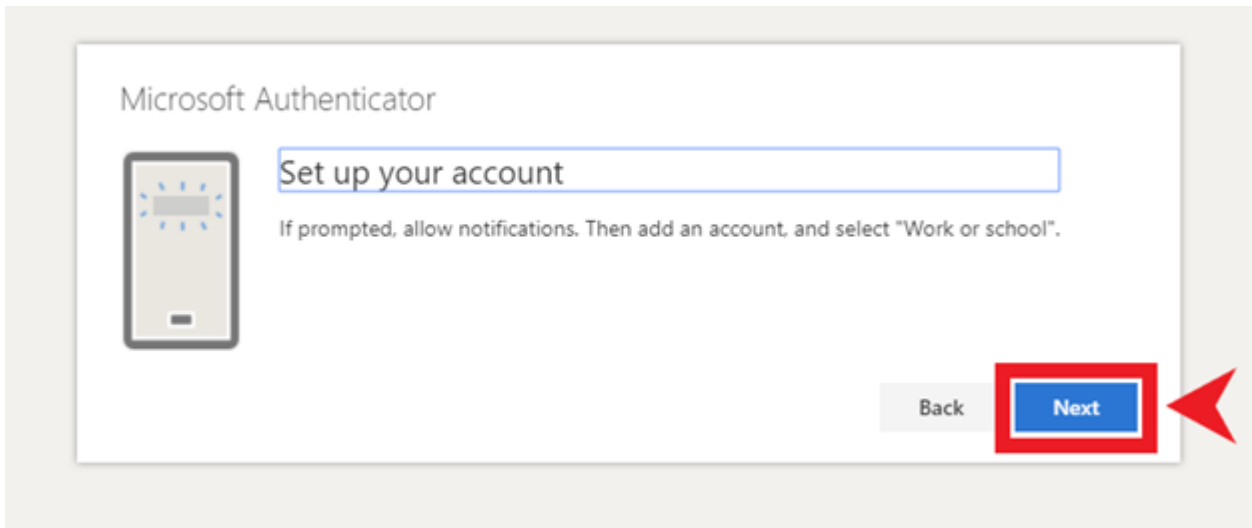 Microsoft Authenticator
Set up your account
If prompted, allow notifications. Then add an account, and select "Work or school".
Back
Next